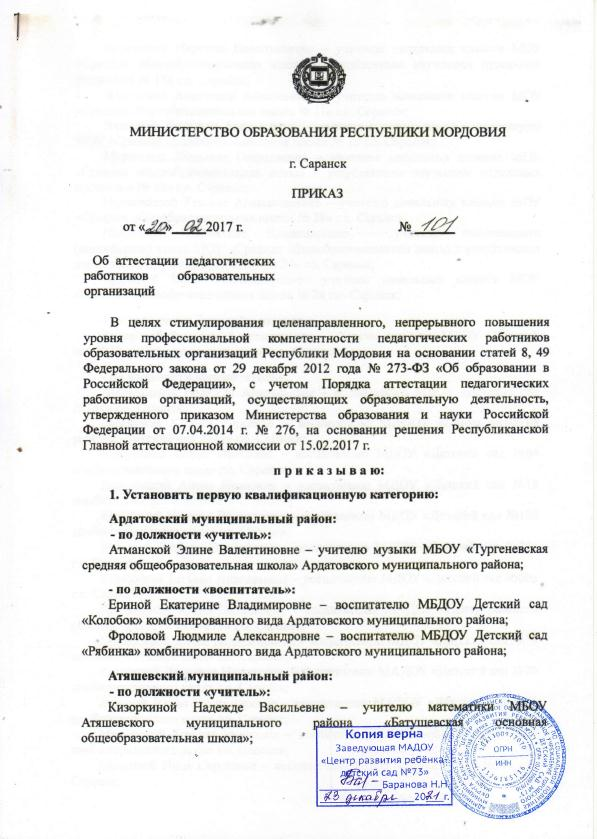 МИНИСТЕРСТВО ОБРАЗОВАНИЯ РЕСПУБЛИКИ МОРДОВИЯ
г. Саранск
ПРИКАЗ
от «20» 02 2017 г. № 101
Об аттестации педагогических
работников образовательных
организаций
В целях стимулирования целенаправленного, непрерывного повышения
уровня профессиональной компетентности педагогических работников
образовательных организаций Республики Мордовия на основании статей 8, 49
Федерального закона от 29 декабря 2012 года № 273-ФЗ «Об образовании в
Российской Федерации», с учетом Порядка аттестации педагогических
работников организаций, осуществляющих образовательную деятельность,
утвержденного приказом Министерства образования и науки Российской
Федерации от 07.04.2014 г. № 276, на основании решения Республиканской
Главной аттестационной комиссии от 15.02.2017 г.
приказываю:
1. Установить первую квалификационную категорию:
Ардатовский муниципальный район:
- по должности «учитель»:
Атманской Элине Валентиновне – учителю музыки МБОУ «Тургеневская
средняя общеобразовательная школа» Ардатовского муниципального района;
- по должности «воспитатель»:
Ериной Екатерине Владимировне – воспитателю МБДОУ Детский сад
«Колобок» комбинированного вида Ардатовского муниципального района;
Фроловой Людмиле Александровне – воспитателю МБДОУ Детский сад
«Рябинка» комбинированного вида Ардатовского муниципального района;
Атяшевский муниципальный район:
- по должности «учитель»:
Кизоркиной Надежде Васильевне – учителю математики МБОУ
Атяшевского муниципального района «Батушевская основная
общеобразовательная школа»;
Копия верна
Заведующая МАДОУ
«Центр развития ребёнка-
детский сад №73»
Баранова Н.Н.
23 декабря 2021 г.
ОГРН
ИНН